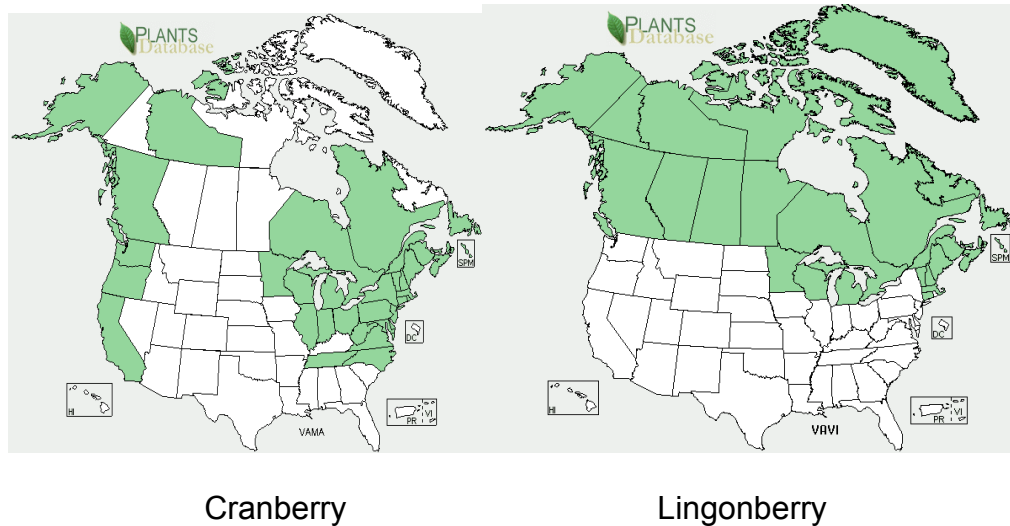 PLANTS
Database
SPM
DC
HI
PR
VI
VAMA
PLANTS
Database
SPM
DC
HI
PR
VI
VAVI
Cranberry
Lingonberry